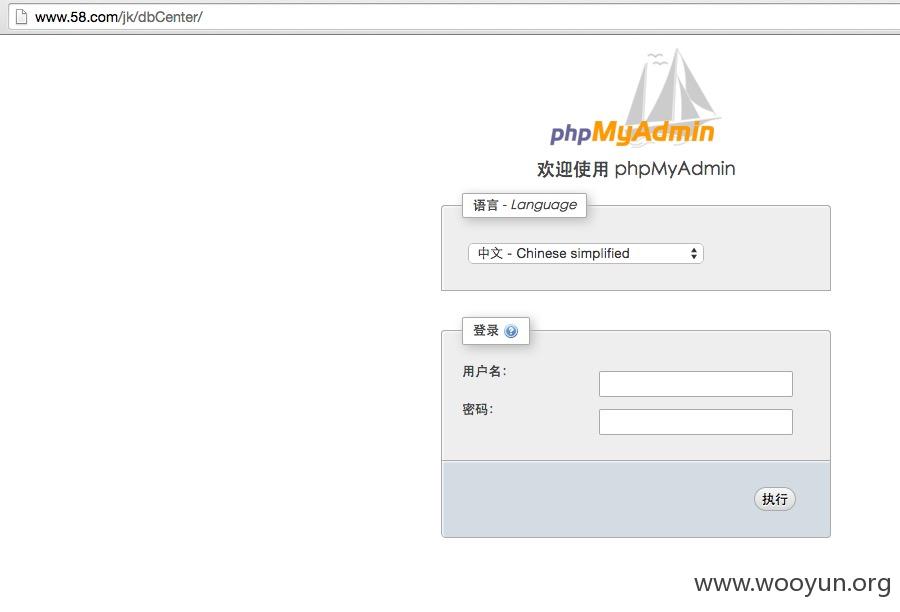 www.58.com/jk/dbCenter/
phpMyAdmin
欢迎使用 phpMyAdmin
语言 - Language
中文 - Chinese simplified
登录
用户名：
密码：
执行
www.wooyun.org